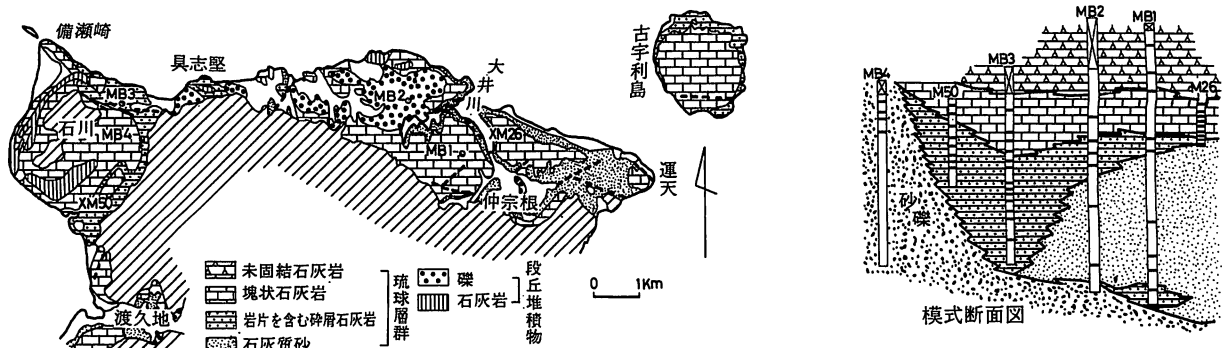 備瀬崎
具志堅
大井川
古宇利島
運天
石川
仲宗根
渡久地
MB3
MB4
XM50
MB2
MB1
XM26
未固結石灰岩
塊状石灰岩
岩片を含む砕屑石灰岩
石灰質砂
琉球層群
礫
石灰岩
段丘堆積物
0 1Km
MB4
M50
MB3
MB2
MB1
M26
砂礫
模式断面図